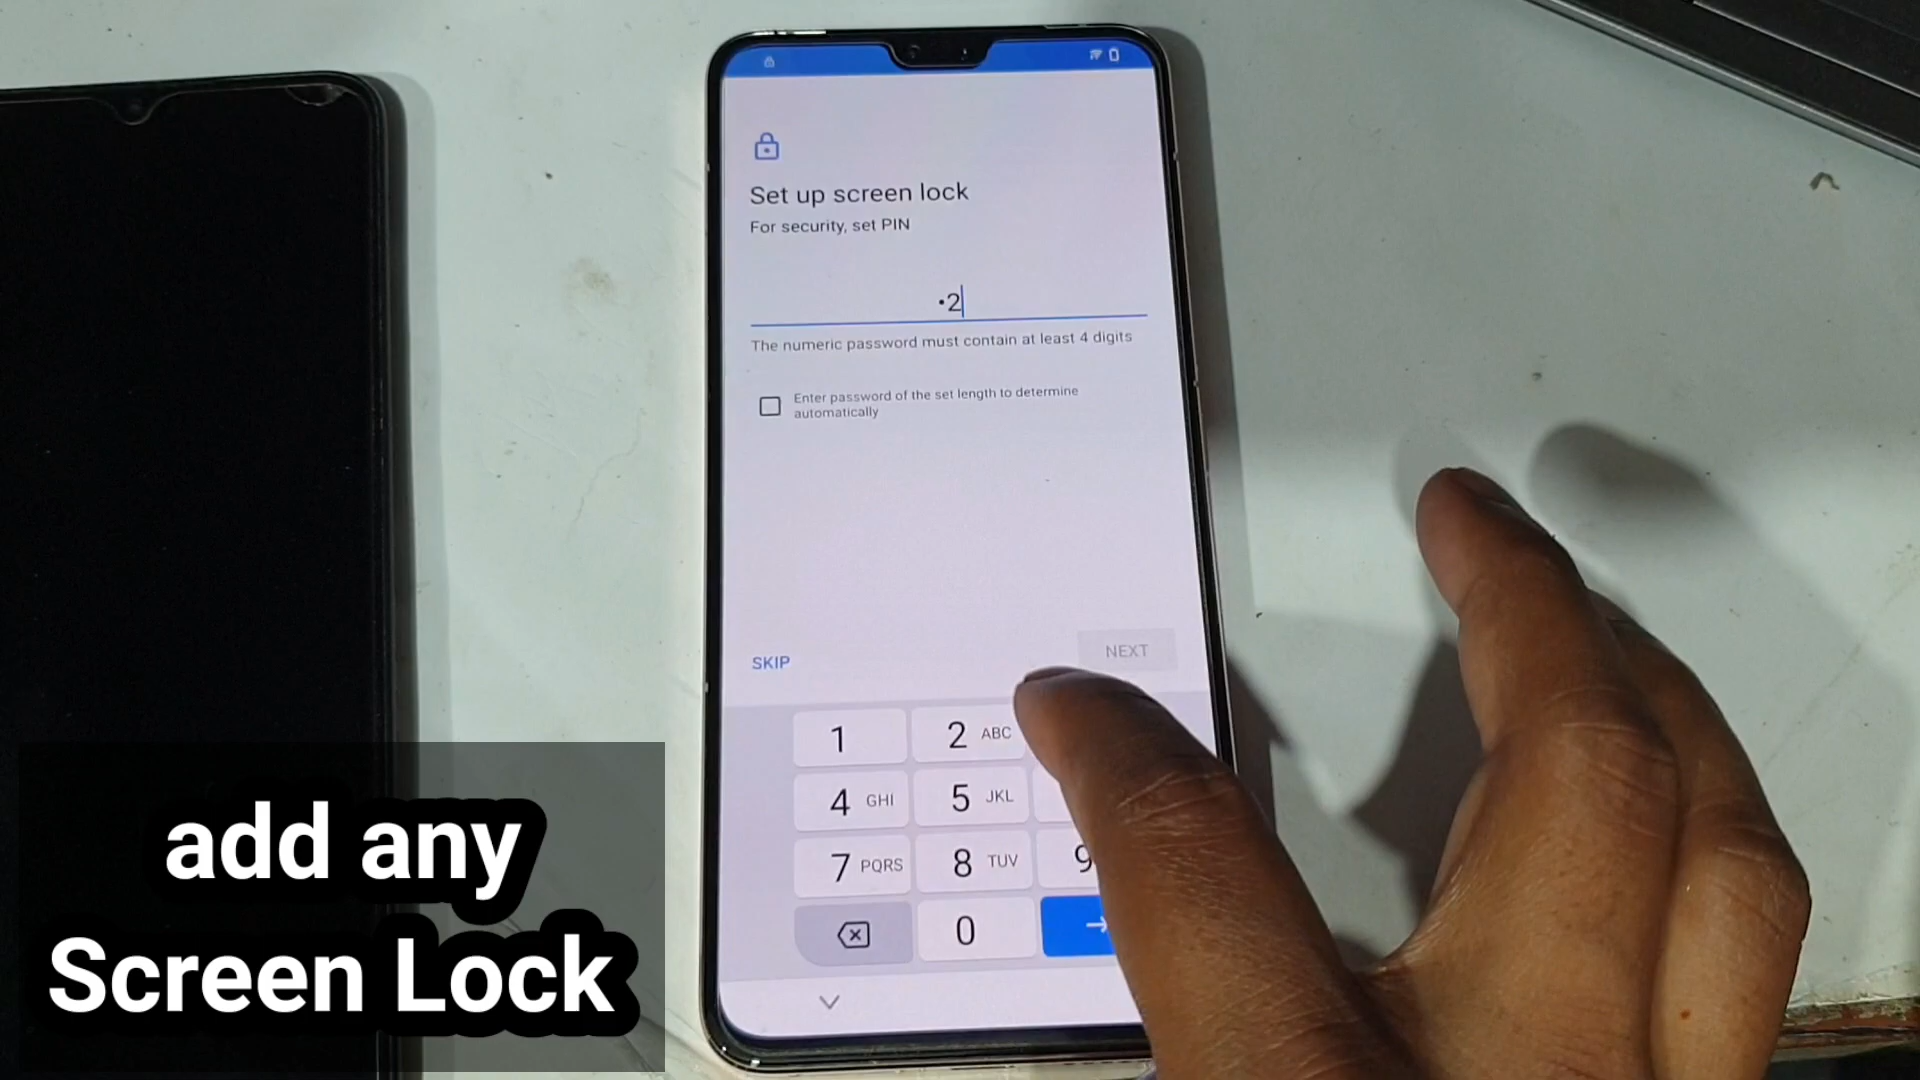 Set up screen lock
For security, set PIN
•2
The numeric password must contain at least 4 digits
Enter password of the set length to determine
automatically
SKIP
NEXT
1
2 ABC
4 GHI
5 JKL
7 PQRS
8 TUV
9
0
add any
Screen Lock